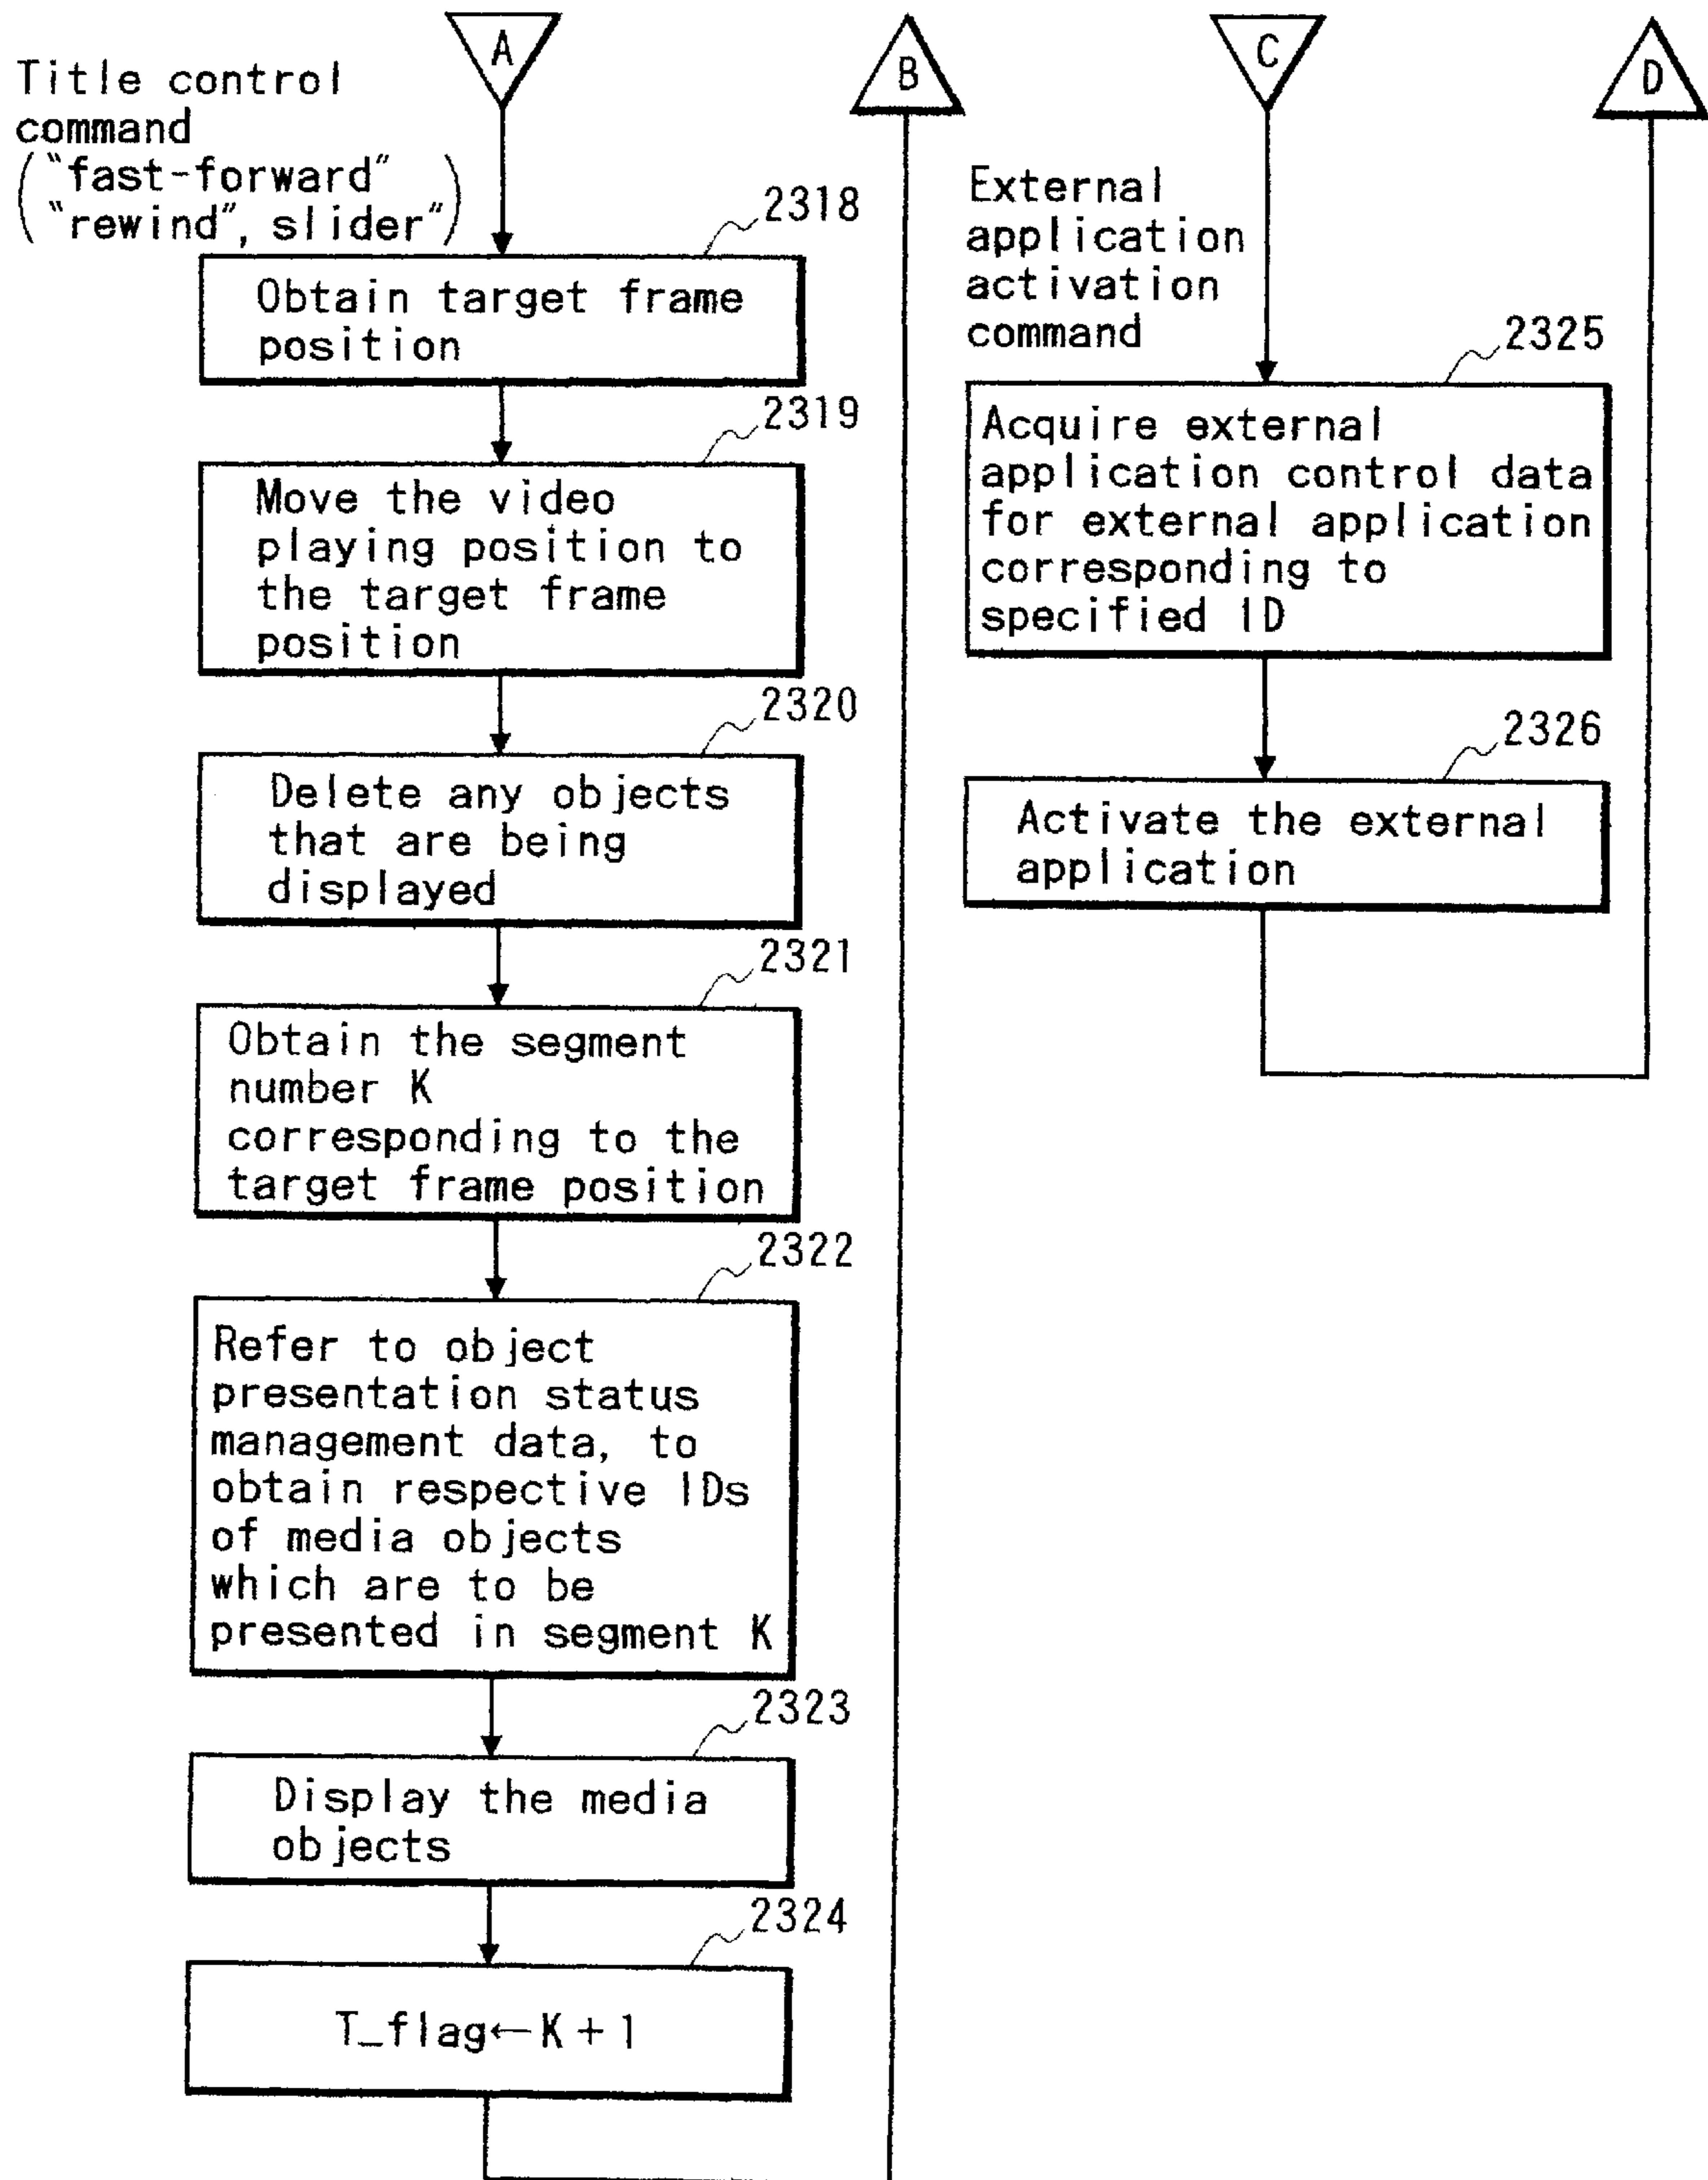 A
B
C
D
Title control
command
("fast-forward"
"rewind", slider")
2318
Obtain target frame
position
2319
Move the video
playing position to
the target frame
position
2320
Delete any objects
that are being
displayed
2321
Obtain the segment
number K
corresponding to the
target frame position
2322
Refer to object
presentation status
management data, to
obtain respective IDs
of media objects
which are to be
presented in segment K
2323
Display the media
objects
2324
T_flag←K+1
External
application
activation
command
2325
Acquire external
application control data
for external application
corresponding to
specified ID
2326
Activate the external
application